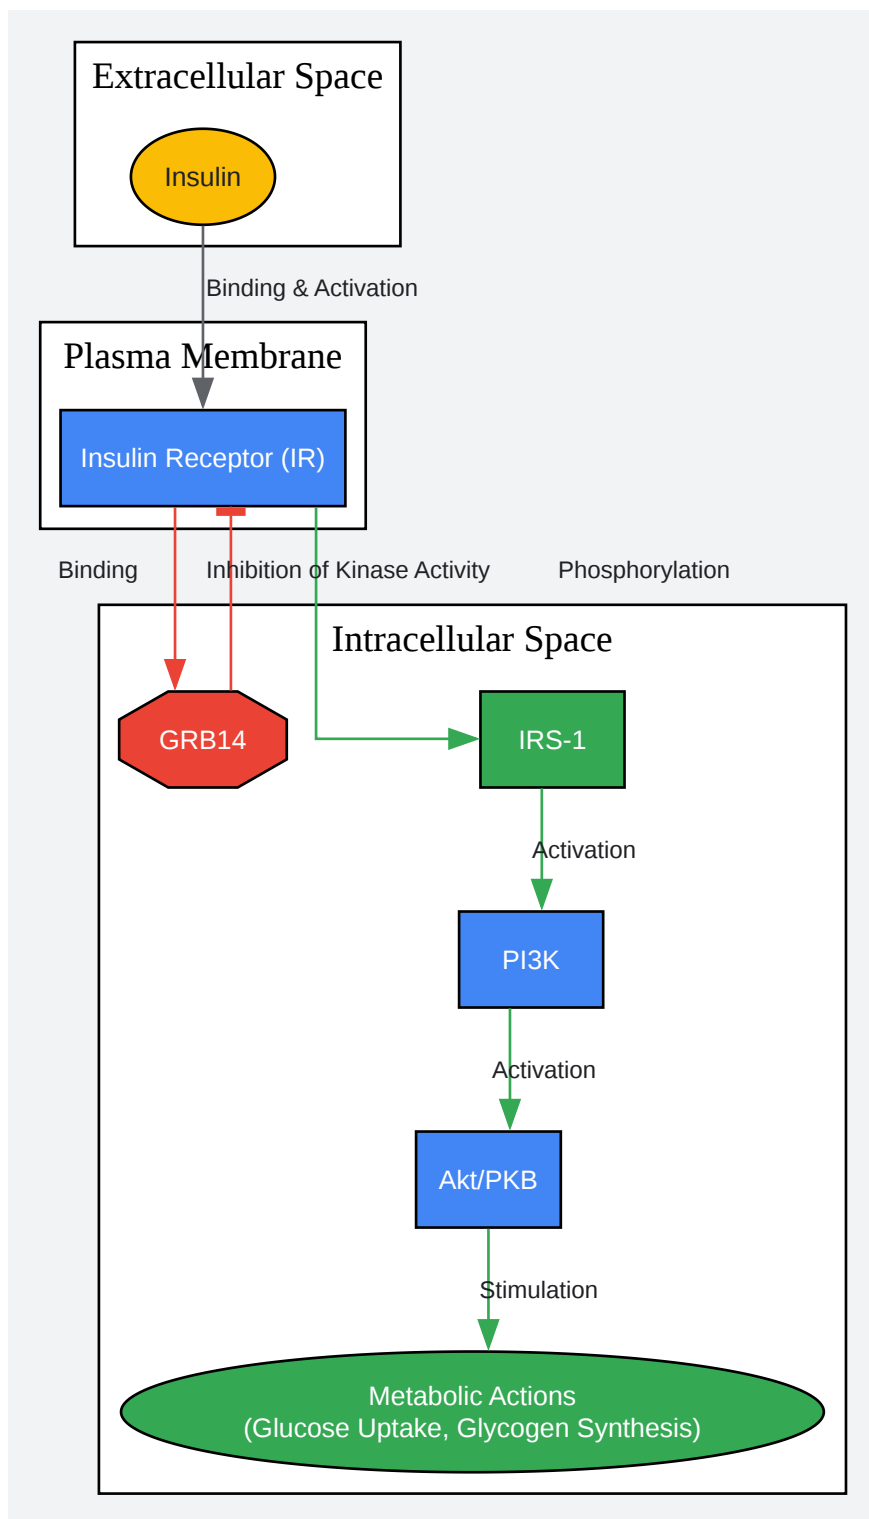 Extracellular Space
Insulin
Binding & Activation
Plasma Membrane
Insulin Receptor (IR)
Binding
Inhibition of Kinase Activity
Phosphorylation
Intracellular Space
GRB14
IRS-1
Activation
PI3K
Activation
Akt/PKB
Stimulation
Metabolic Actions
(Glucose Uptake, Glycogen Synthesis)